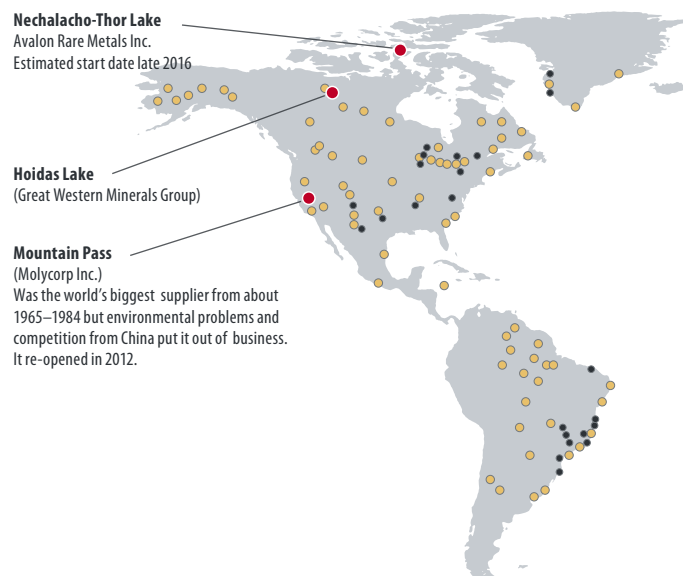 Nechalacho-Thor Lake
Avalon Rare Metals Inc.
Estimated start date late 2016
Hoidas Lake
(Great Western Minerals Group)
Mountain Pass
(Molycorp Inc.)
Was the world's biggest supplier from about
1965–1984 but environmental problems and
competition from China put it out of business.
It re-opened in 2012.